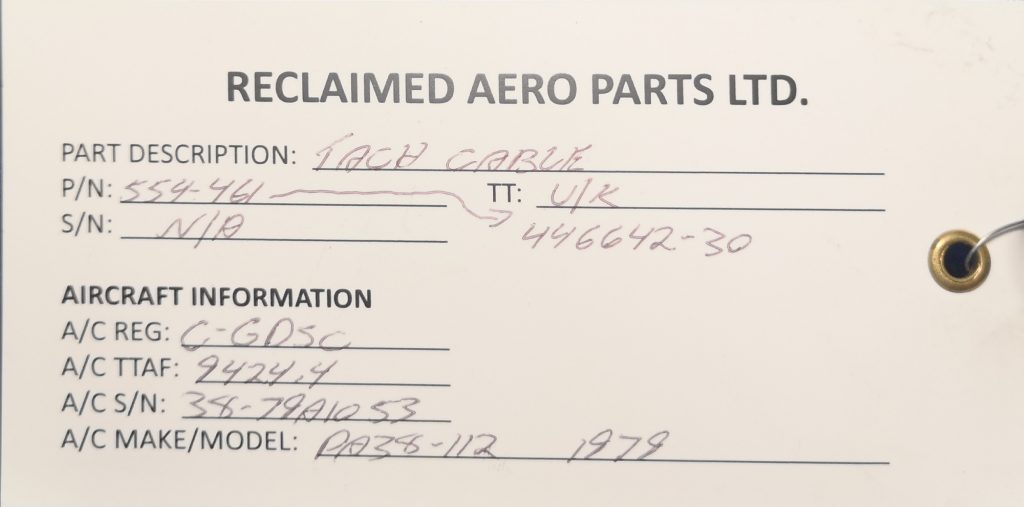 RECLAIMED AERO PARTS LTD.
PART DESCRIPTION: TACH CABLE
P/N: 554-461 TT: U/K
S/N: N/A 446642-30
AIRCRAFT INFORMATION
A/C REG: C-GDSC
A/C TTAF: 9424.4
A/C S/N: 38-79A1053
A/C MAKE/MODEL: PA38-112 1979